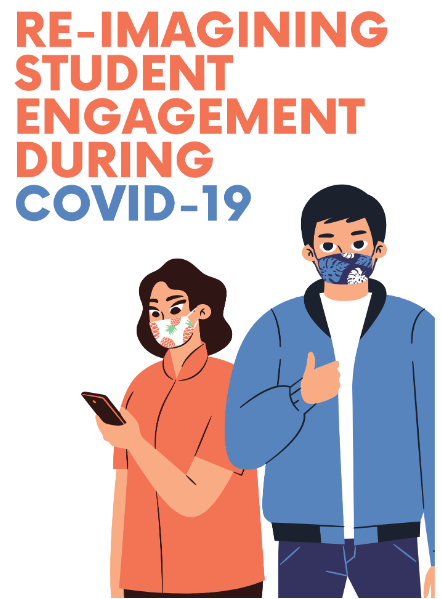 RE-IMAGINING
STUDENT
ENGAGEMENT
DURING
COVID-19